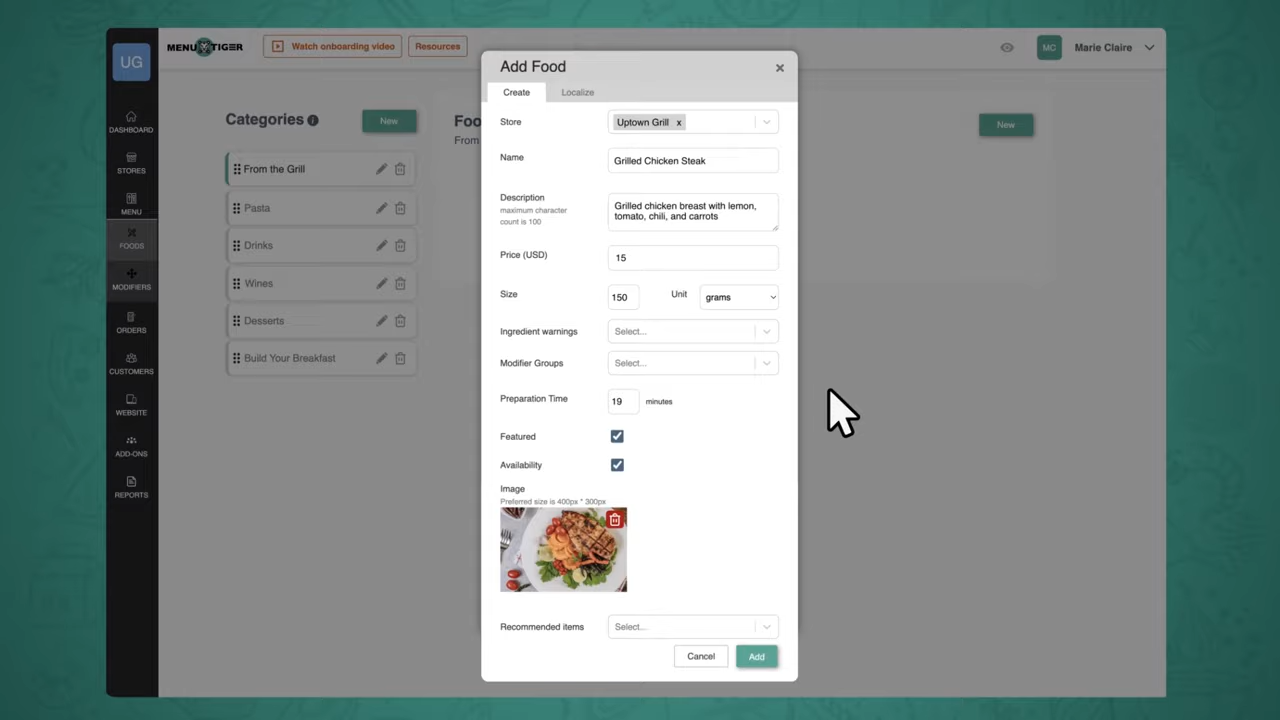 UG
MENU TIGER
Watch onboarding video
Resources
MC
Marie Claire
DASHBOARD
STORES
MENU
FOODS
MODIFIERS
ORDERS
CUSTOMERS
WEBSITE
ADD-ONS
REPORTS
Categories
New
From the Grill
Pasta
Drinks
Wines
Desserts
Build Your Breakfast
Foo
From
New
Add Food
Create
Localize
Store
Uptown Grill x
Name
Grilled Chicken Steak
Description
maximum character
count is 100
Grilled chicken breast with lemon,
tomato, chili, and carrots
Price (USD)
15
Size
150
Unit
grams
Ingredient warnings
Select...
Modifier Groups
Select...
Preparation Time
19
minutes
Featured
Availability
Image
Preferred size is 400px * 300px
Recommended items
Select...
Cancel
Add